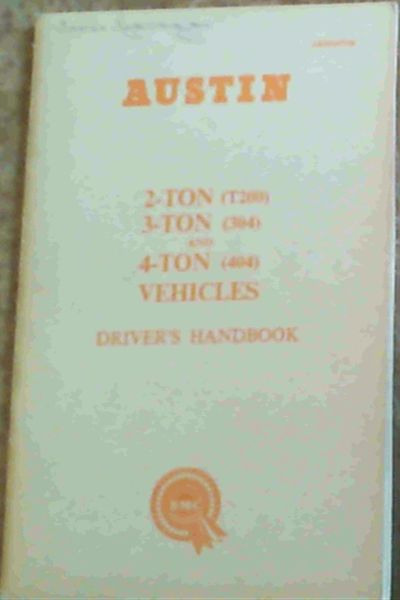 AUSTIN
2-TON (T200)
3-TON (304)
AND
4-TON (404)
VEHICLES
DRIVER'S HANDBOOK
BMC